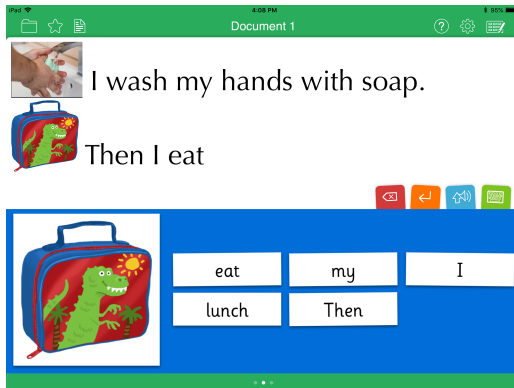 iPad 4:08 PM 95%
Document 1
I wash my hands with soap.
Then I eat
eat my I
lunch Then